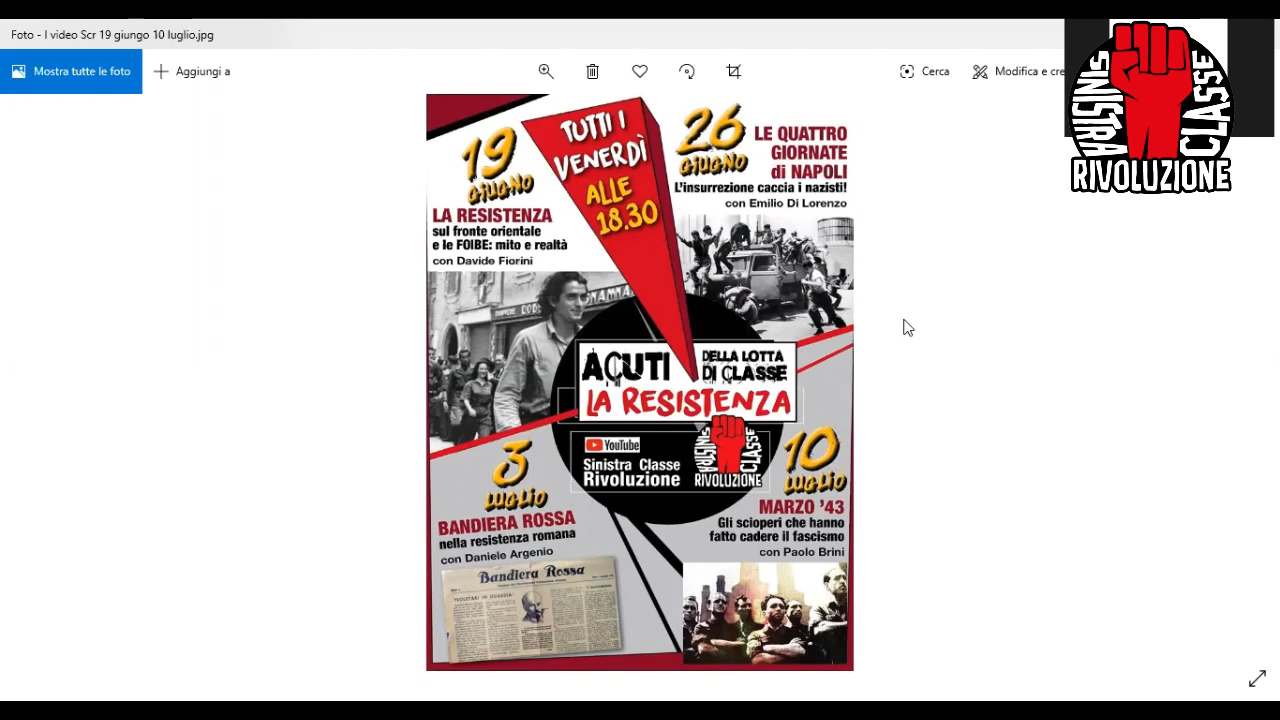 Foto - I video Scr 19 giungo 10 luglio.jpg
Mostra tutte le foto
Aggiungi a
Cerca
Modifica e cre
SINISTRA
CLASSE
RIVOLUZIONE
19
GIUGNO
LA RESISTENZA
sul fronte orientale
e le FOIBE: mito e realtà
con Davide Fiorini
TUTTI I
VENERDÌ
ALLE
18.30
26
GIUGNO
LE QUATTRO
GIORNATE
di NAPOLI
L'insurrezione caccia i nazisti!
con Emilio Di Lorenzo
ACUTI
DELLA LOTTA
DI CLASSE
LA RESISTENZA
YouTube
Sinistra Classe
Rivoluzione
SINISTRA
CLASSE
RIVOLUZIONE
3
LUGLIO
BANDIERA ROSSA
nella resistenza romana
con Daniele Argenio
Bandiera Rossa
10
LUGLIO
MARZO '43
Gli scioperi che hanno
fatto cadere il fascismo
con Paolo Brini